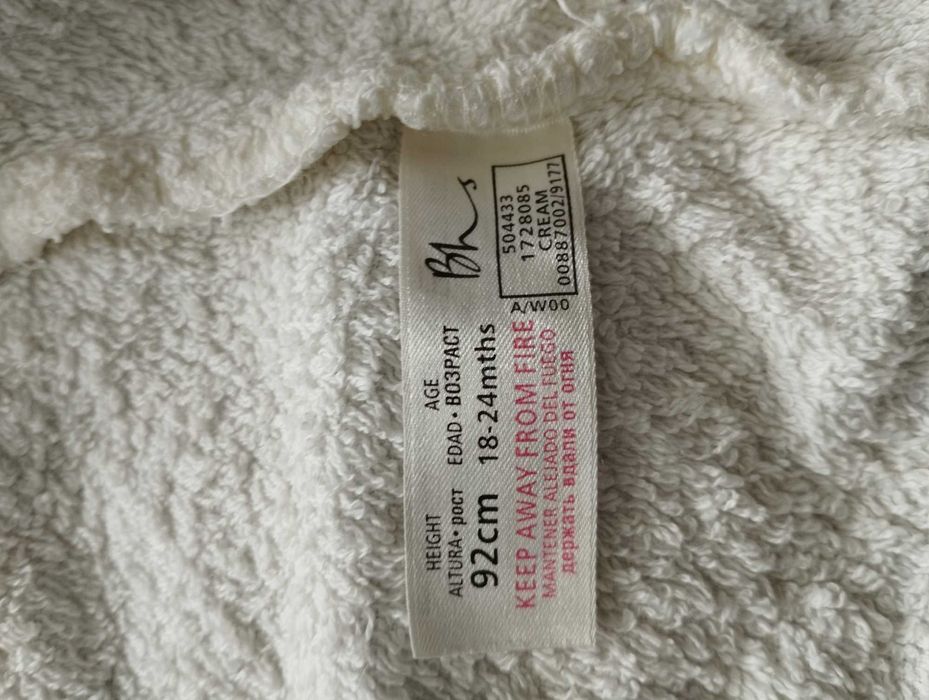 HEIGHT
ALTURA • рост
92cm
AGE
EDAD • ВОЗРАСТ
18-24mths
Bhs
KEEP AWAY FROM FIRE
MANTENER ALEJADO DEL FUEGO
держать вдали от огня
504433
1728085
CREAM
00887002/9177